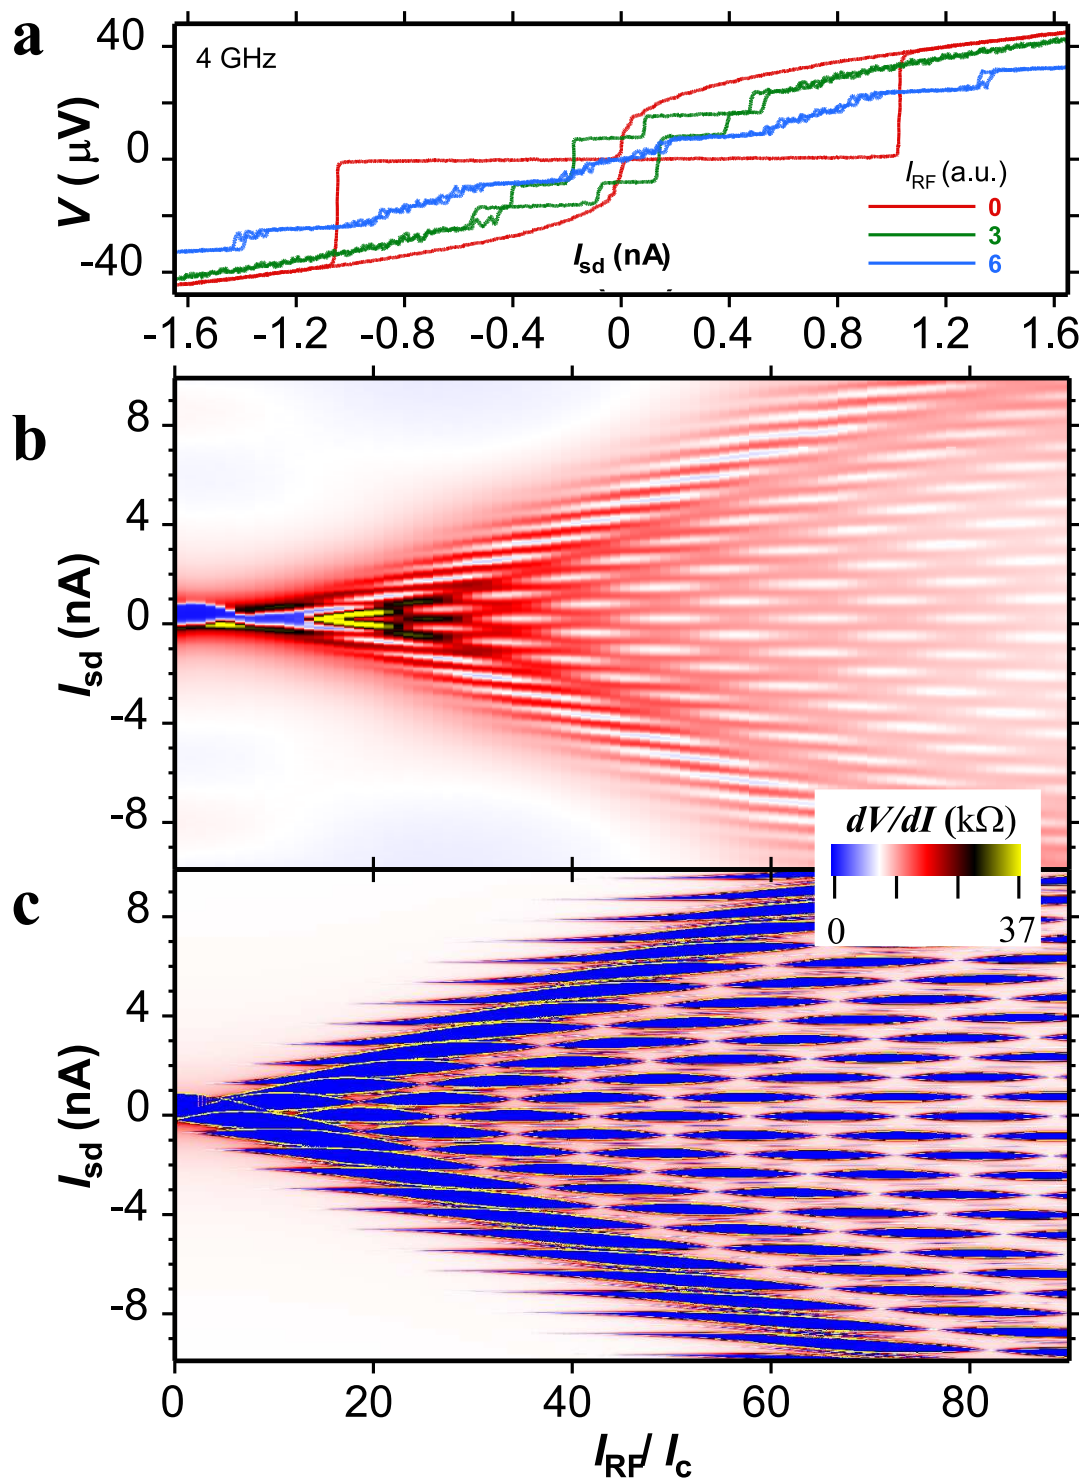 a
40
0
-40
V ( μV)
4 GHz
I_RF (a.u.)
0
3
6
I_sd (nA)
-1.6 -1.2 -0.8 -0.4 0 0.4 0.8 1.2 1.6
b
8
4
0
-4
-8
I_sd (nA)
dV/dI (kΩ)
0 37
c
8
4
0
-4
-8
I_sd (nA)
0 20 40 60 80
I_RF/ I_c